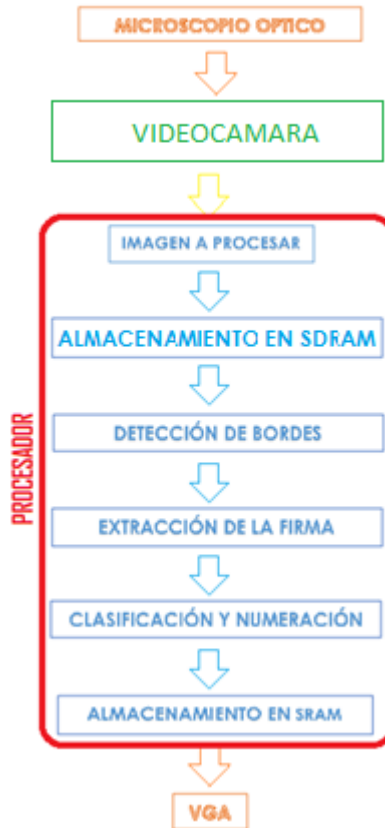 MICROSCOPIO OPTICO
VIDEOCAMARA
PROCESADOR
IMAGEN A PROCESAR
ALMACENAMIENTO EN SDRAM
DETECCIÓN DE BORDES
EXTRACCIÓN DE LA FIRMA
CLASIFICACIÓN Y NUMERACIÓN
ALMACENAMIENTO EN SRAM
VGA